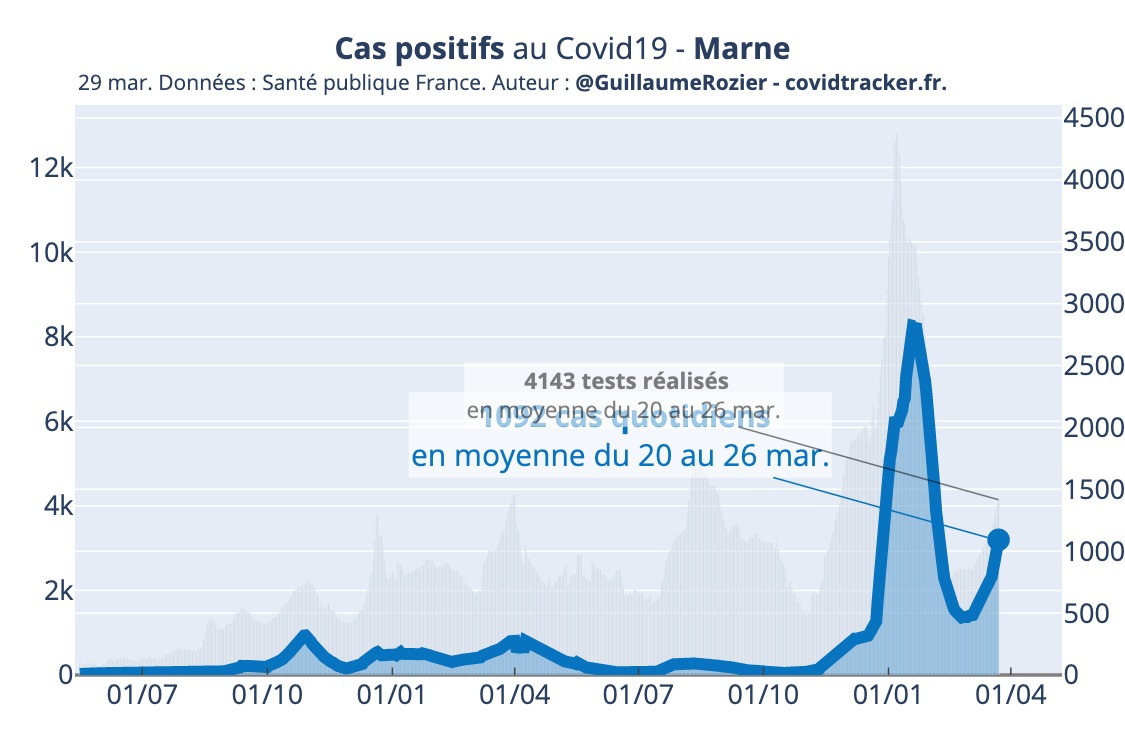 Cas positifs au Covid19 - Marne
29 mar. Données : Santé publique France. Auteur : @GuillaumeRozier - covidtracker.fr.
4500
12k
4000
10k
3500
3000
8k
2500
4143 tests réalisés
en moyenne du 20 au 26 mar.
1092 cas quotidiens
6k
2000
en moyenne du 20 au 26 mar.
4k
1500
1000
2k
500
0
0
01/07 01/10 01/01 01/04 01/07 01/10 01/01 01/04